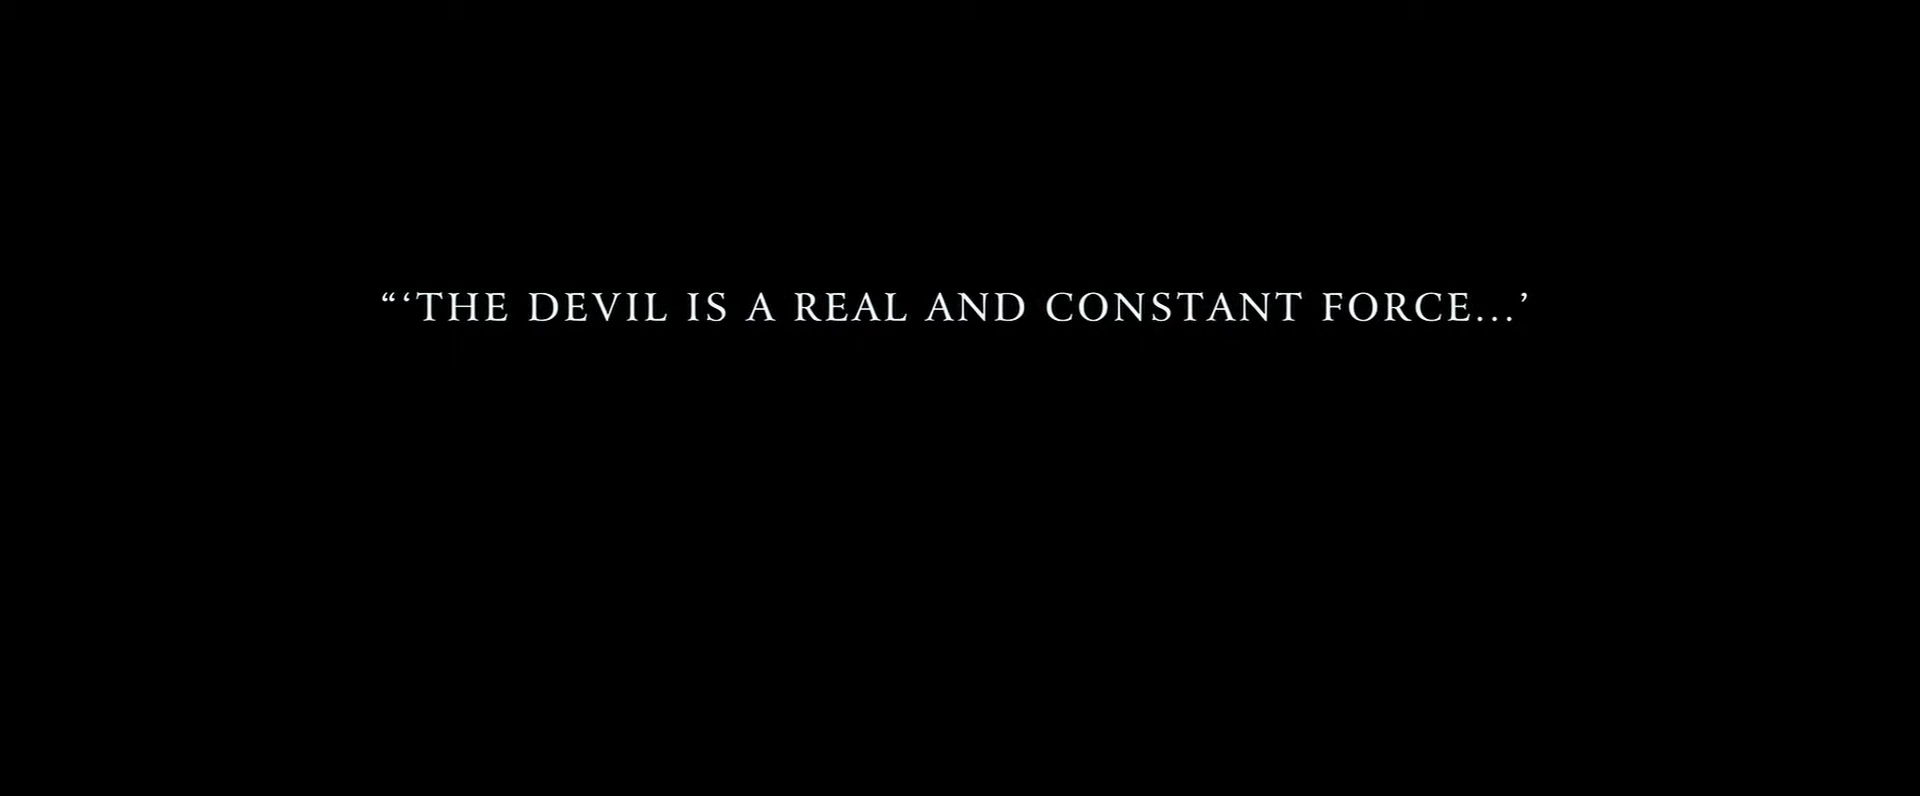 “‘THE DEVIL IS A REAL AND CONSTANT FORCE...’